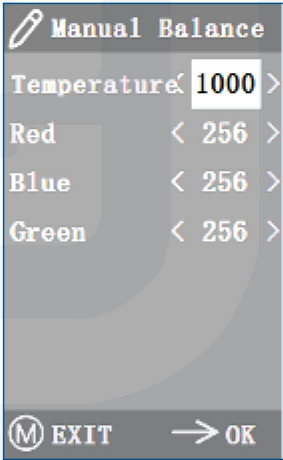 Manual Balance
Temperature < 1000 >
Red < 256 >
Blue < 256 >
Green < 256 >
M EXIT → OK